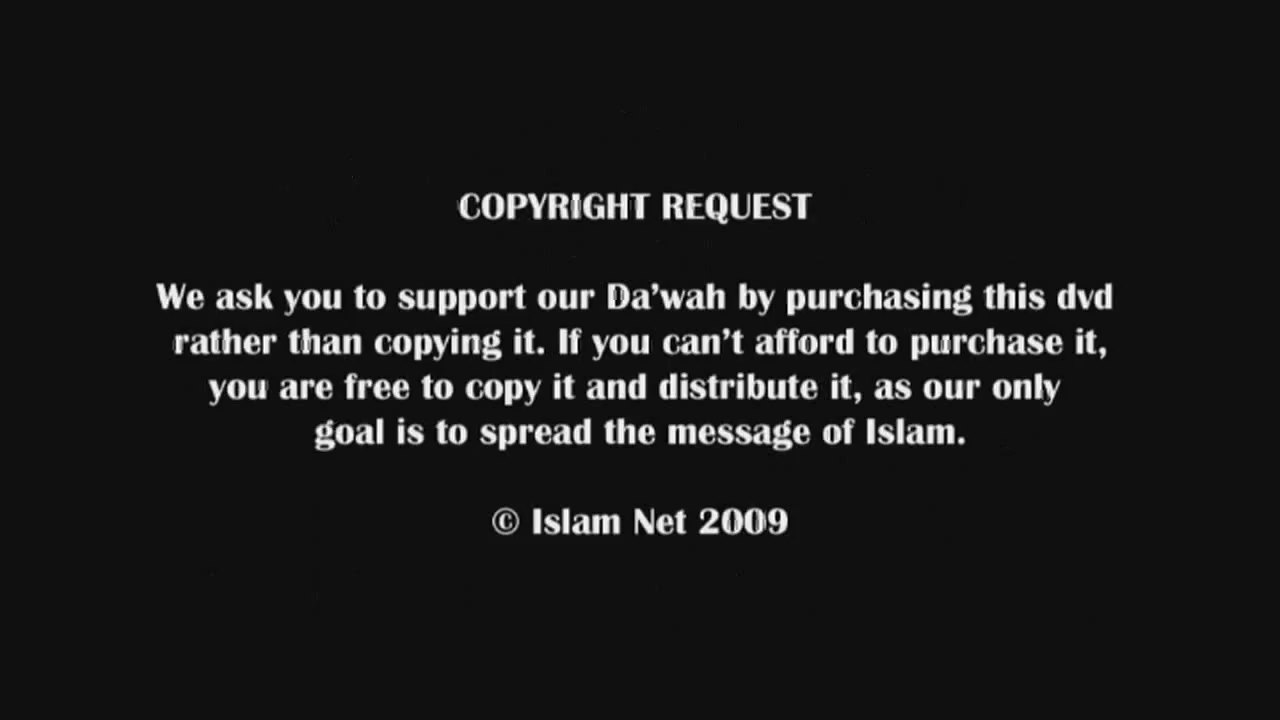 COPYRIGHT REQUEST
We ask you to support our Da’wah by purchasing this dvd
rather than copying it. If you can’t afford to purchase it,
you are free to copy it and distribute it, as our only
goal is to spread the message of Islam.
© Islam Net 2009